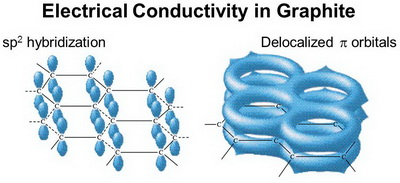 Electrical Conductivity in Graphite
sp² hybridization
Delocalized π orbitals
C C
C C C
C C C C
C C
C
C C
C C